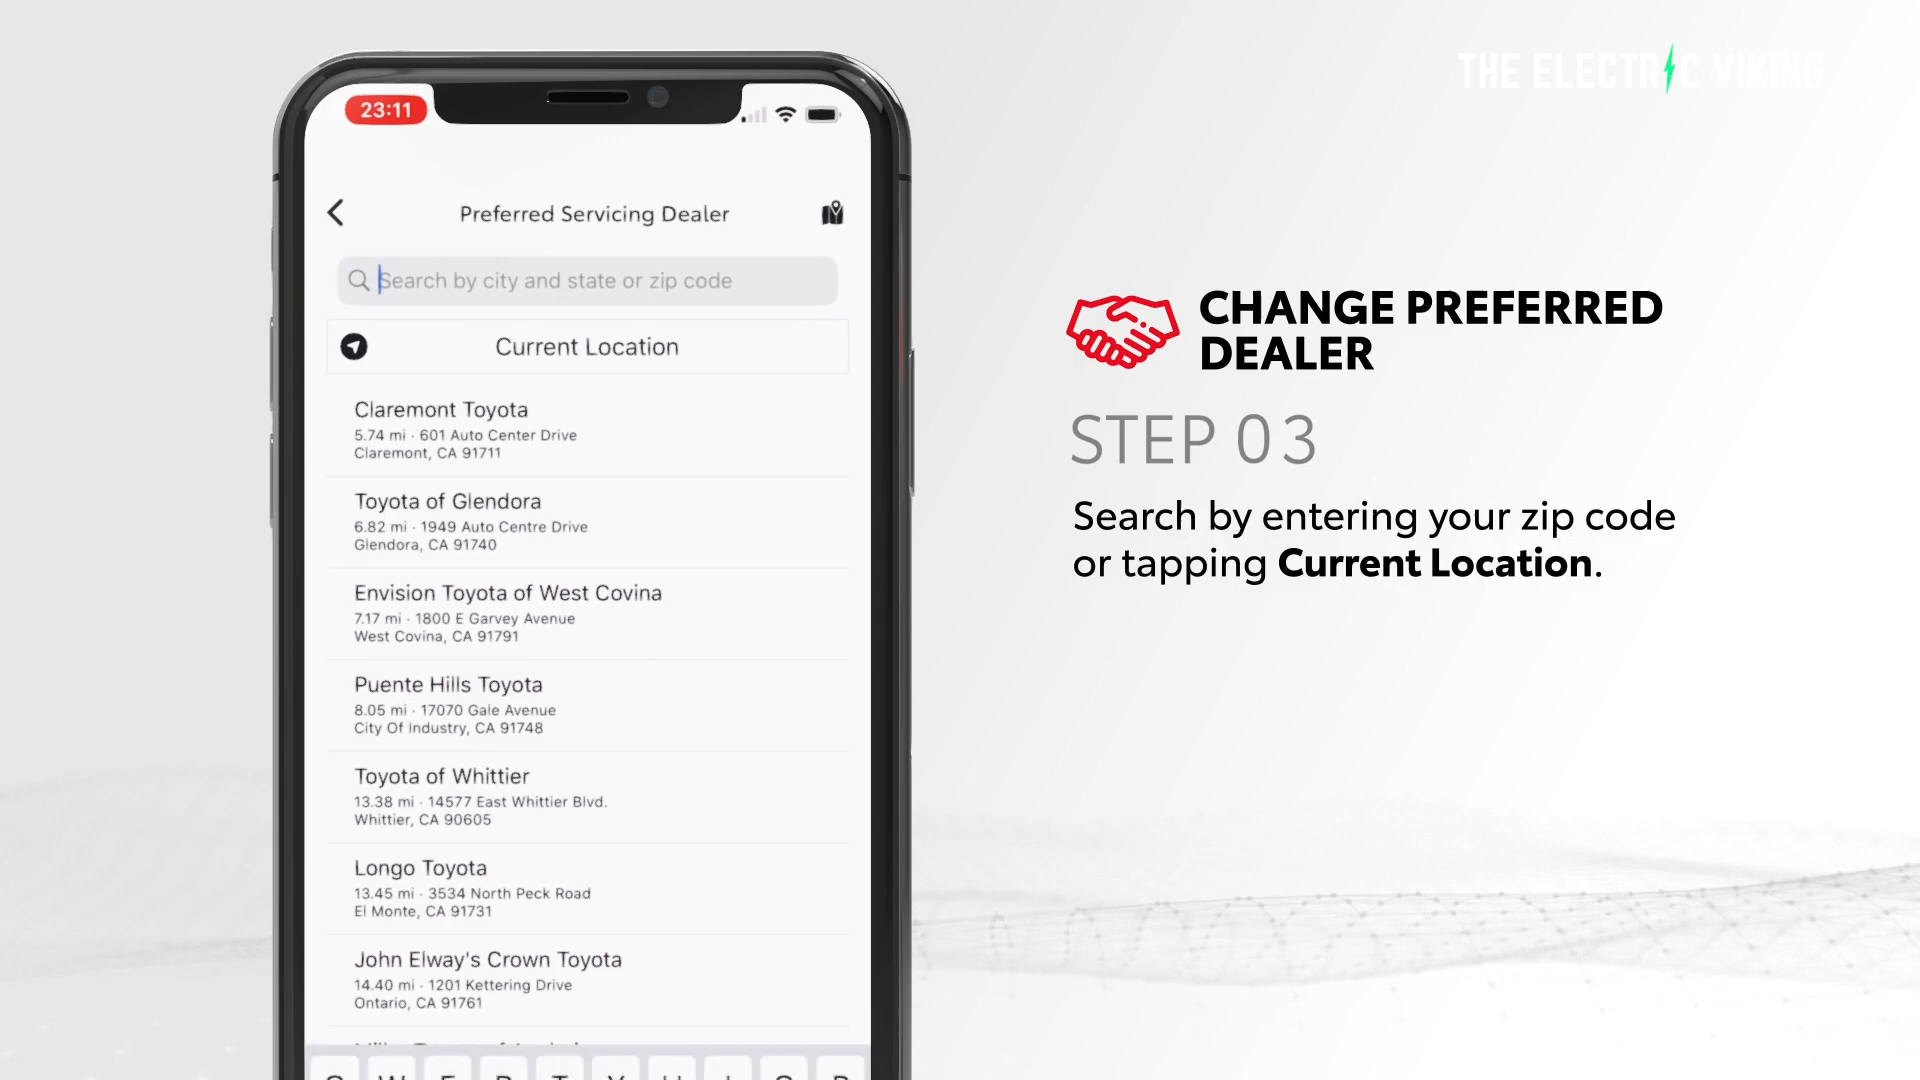 THE ELECTRIC VIKING
23:11
Preferred Servicing Dealer
Search by city and state or zip code
Current Location
Claremont Toyota
5.74 mi · 601 Auto Center Drive
Claremont, CA 91711
Toyota of Glendora
6.82 mi · 1949 Auto Centre Drive
Glendora, CA 91740
Envision Toyota of West Covina
7.17 mi · 1800 E Garvey Avenue
West Covina, CA 91791
Puente Hills Toyota
8.05 mi · 17070 Gale Avenue
City Of Industry, CA 91748
Toyota of Whittier
13.38 mi · 14577 East Whittier Blvd.
Whittier, CA 90605
Longo Toyota
13.45 mi · 3534 North Peck Road
El Monte, CA 91731
John Elway's Crown Toyota
14.40 mi · 1201 Kettering Drive
Ontario, CA 91761
CHANGE PREFERRED
DEALER
STEP 03
Search by entering your zip code
or tapping Current Location.